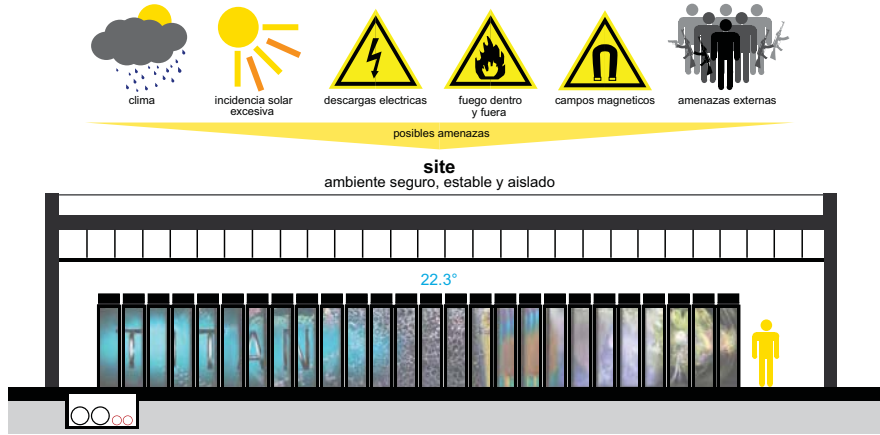 clima
incidencia solar
excesiva
descargas electricas
fuego dentro
y fuera
campos magneticos
amenazas externas
posibles amenazas
site
ambiente seguro, estable y aislado
22.3°
TITAN